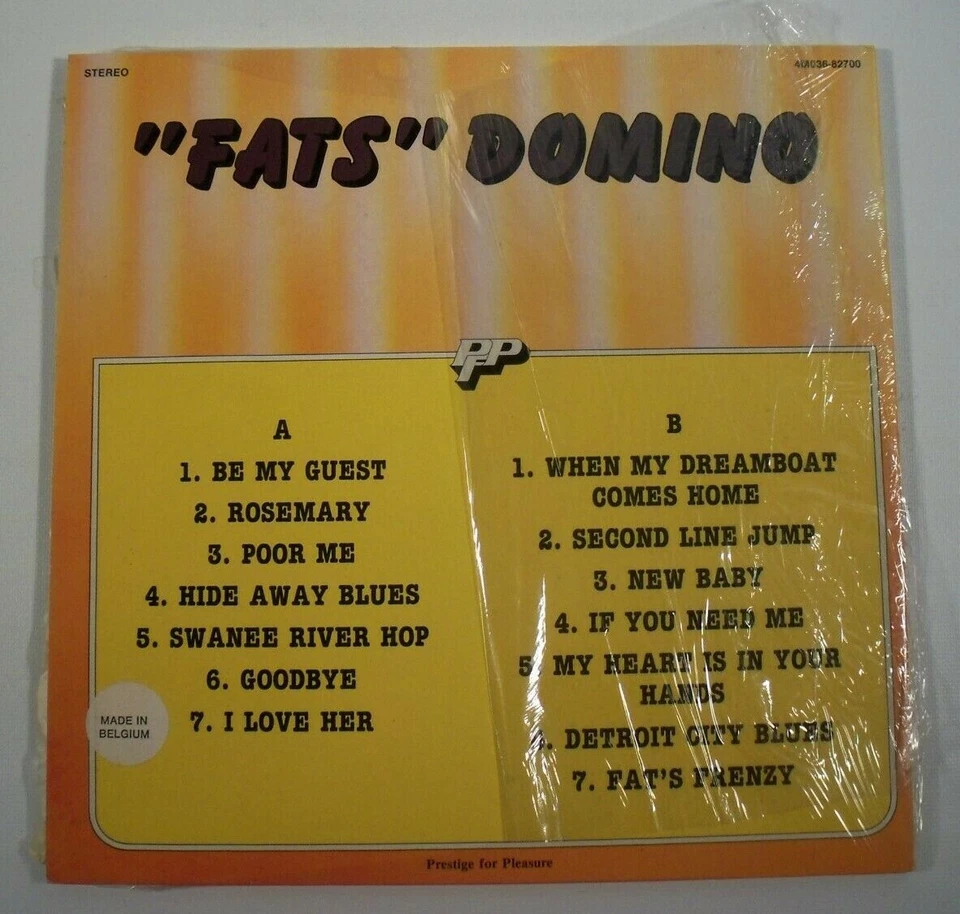 STEREO
4M036-82700
"FATS" DOMINO
PFP
A
1. BE MY GUEST
2. ROSEMARY
3. POOR ME
4. HIDE AWAY BLUES
5. SWANEE RIVER HOP
6. GOODBYE
7. I LOVE HER
B
1. WHEN MY DREAMBOAT
COMES HOME
2. SECOND LINE JUMP
3. NEW BABY
4. IF YOU NEED ME
5. MY HEART IS IN YOUR
HANDS
6. DETROIT CITY BLUES
7. FAT'S FRENZY
MADE IN
BELGIUM
Prestige for Pleasure